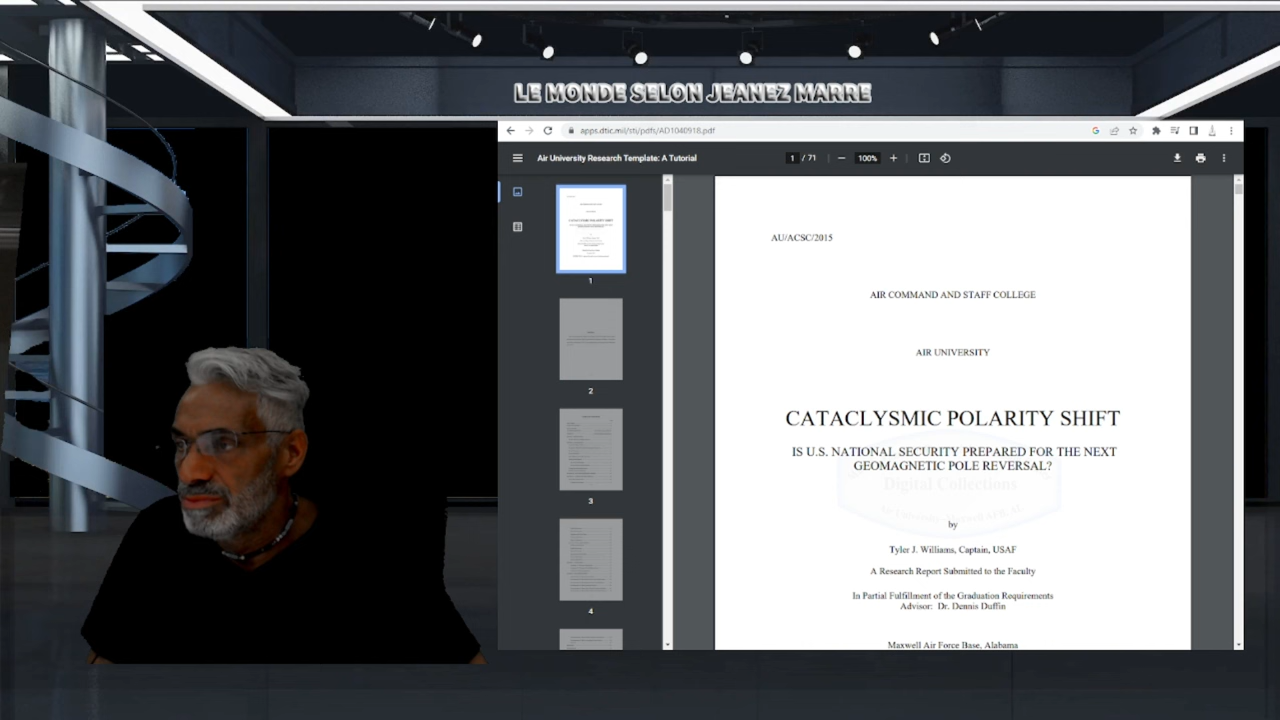 LE MONDE SELON JEANEZ MARRE
apps.dtic.mil/sti/pdfs/AD1040918.pdf
Air University Research Template: A Tutorial
1 / 71
100%
1
2
3
4
AU/ACSC/2015
AIR COMMAND AND STAFF COLLEGE
AIR UNIVERSITY
CATACLYSMIC POLARITY SHIFT
IS U.S. NATIONAL SECURITY PREPARED FOR THE NEXT
GEOMAGNETIC POLE REVERSAL?
Digital Collections
by
Tyler J. Williams, Captain, USAF
A Research Report Submitted to the Faculty
In Partial Fulfillment of the Graduation Requirements
Advisor: Dr. Dennis Duffin
Maxwell Air Force Base, Alabama